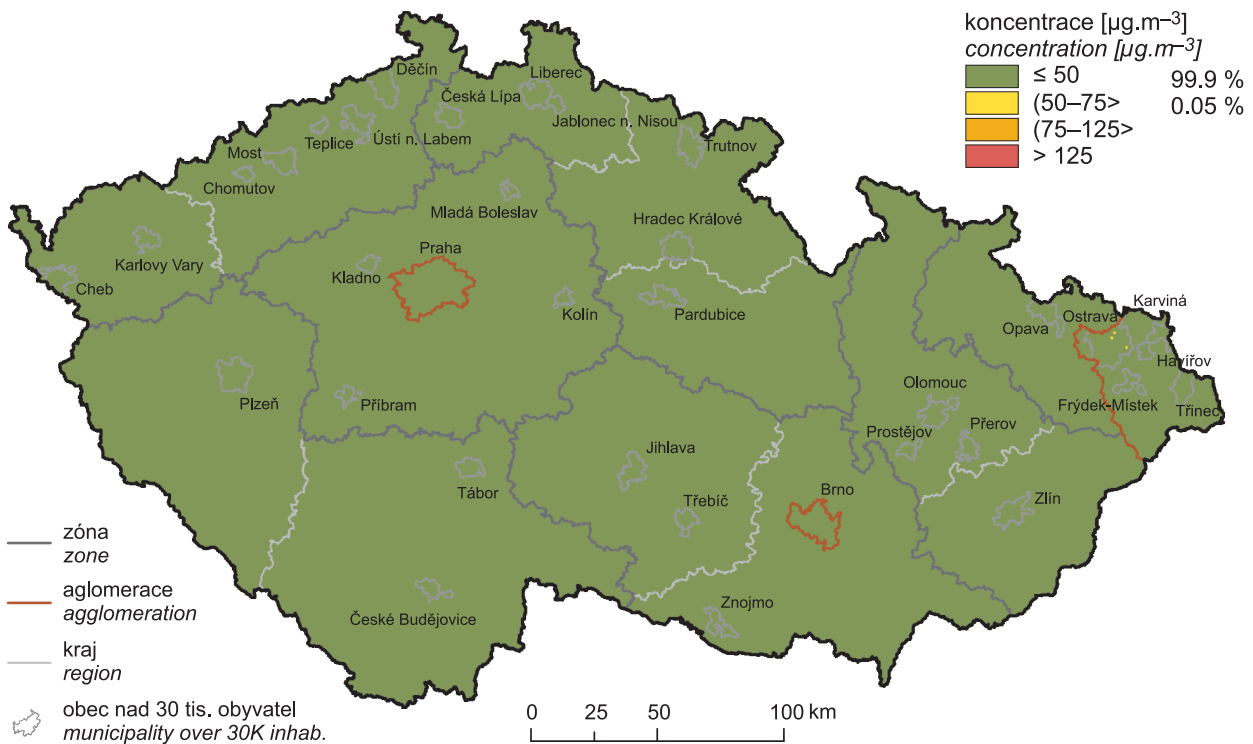 koncentrace [µg.m–3]
concentration [µg.m–3]
≤ 50 99.9 %
(50–75> 0.05 %
(75–125>
> 125
Děčín
Liberec
Česká Lípa
Jablonec n. Nisou
Teplice
Ústí n. Labem
Trutnov
Most
Chomutov
Mladá Boleslav
Hradec Králové
Praha
Karlovy Vary
Kladno
Cheb
Kolín
Pardubice
Karviná
Ostrava
Opava
Havířov
Plzeň
Příbram
Olomouc
Frýdek-Místek
Třinec
Prostějov
Přerov
Jihlava
Tábor
Třebíč
Brno
Zlín
České Budějovice
Znojmo
zóna
zone
aglomerace
agglomeration
kraj
region
obec nad 30 tis. obyvatel
municipality over 30K inhab.
0 25 50 100 km